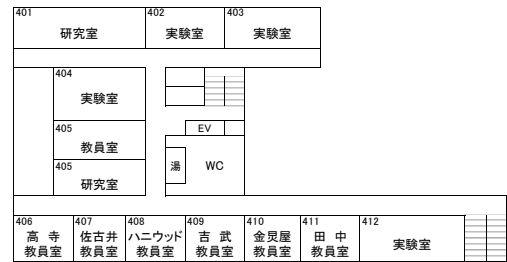 401
研究室
402
実験室
403
実験室
404
実験室
405
教員室
405
研究室
EV
湯
WC
406
高 寺
教員室
407
佐古井
教員室
408
ハニウッド
教員室
409
吉 武
教員室
410
金炅屋
教員室
411
田 中
教員室
412
実験室